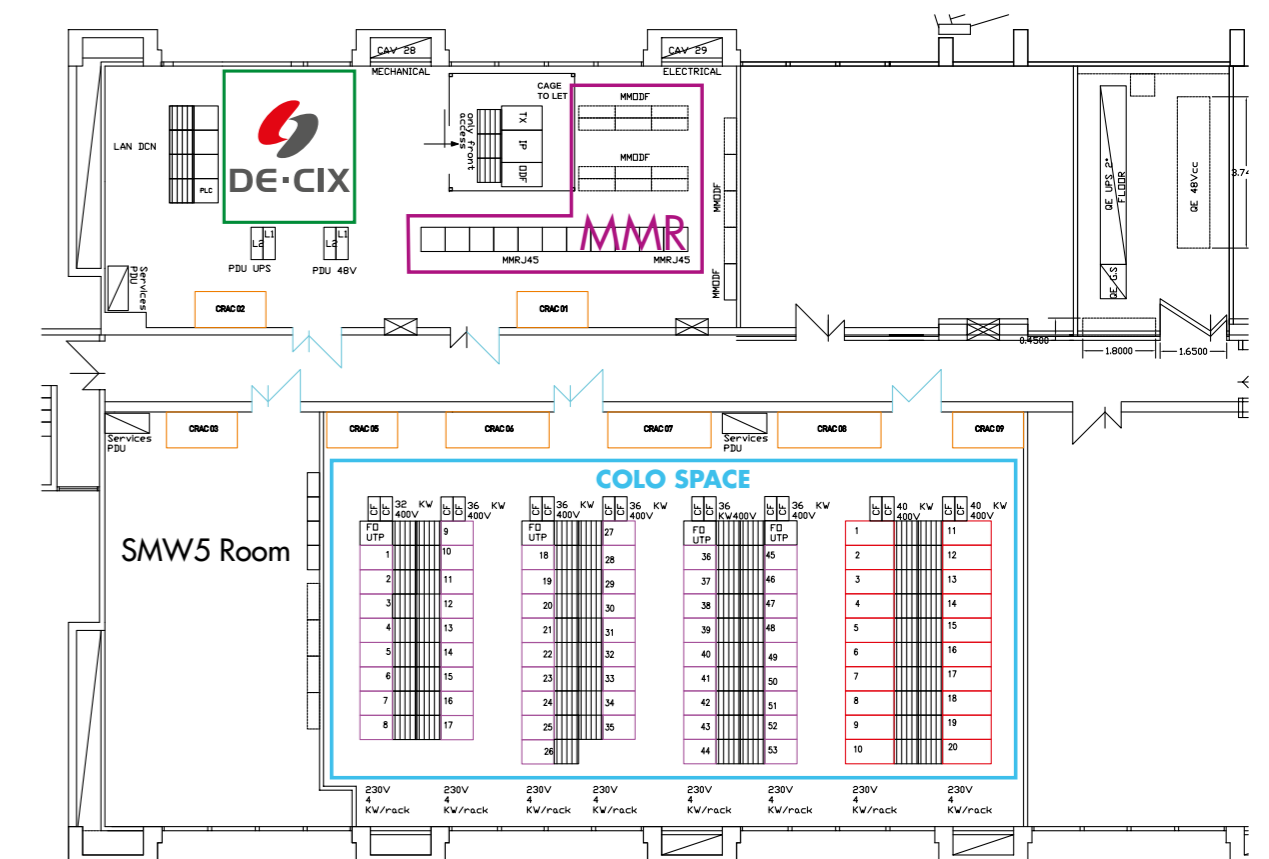 CAV 28
CAV 29
MECHANICAL
ELECTRICAL
CAGE
TO LET
MMODF
LAN DCN
PLC
DE-CIX
only front
access
TX
IP
ODF
MMODF
MMODF
MMODF
MMR
MMRJ45
MMRJ45
L2
L1
L2
L1
PDU UPS
PDU 48V
Services
PDU
CRAC 02
CRAC 01
QE UPS 2*
FLOOR
QE G.S
QE 48Vcc
3.74
0.4500
1.8000
1.6500
CRAC 03
CRAC 05
CRAC 06
CRAC 07
CRAC 08
CRAC 09
Services
PDU
Services
PDU
SMW5 Room
COLO SPACE
CF CF 32 KW
400V
CF CF 36 KW
400V
CF CF 36 KW
400V
CF CF 36 KW
400V
CF CF 36
KW400V
CF CF 36 KW
400V
CF CF 40 KW
400V
CF CF 40 KW
400V
FO
UTP
1
2
3
4
5
6
7
8
9
10
11
12
13
14
15
16
17
FO
UTP
18
19
20
21
22
23
24
25
26
27
28
29
30
31
32
33
34
35
FO
UTP
36
37
38
39
40
41
42
43
44
FO
UTP
45
46
47
48
49
50
51
52
53
1
2
3
4
5
6
7
8
9
10
11
12
13
14
15
16
17
18
19
20
230V
4
KW/rack
230V
4
KW/rack
230V
4
KW/rack
230V
4
KW/rack
230V
4
KW/rack
230V
4
KW/rack
230V
4
KW/rack
230V
4
KW/rack